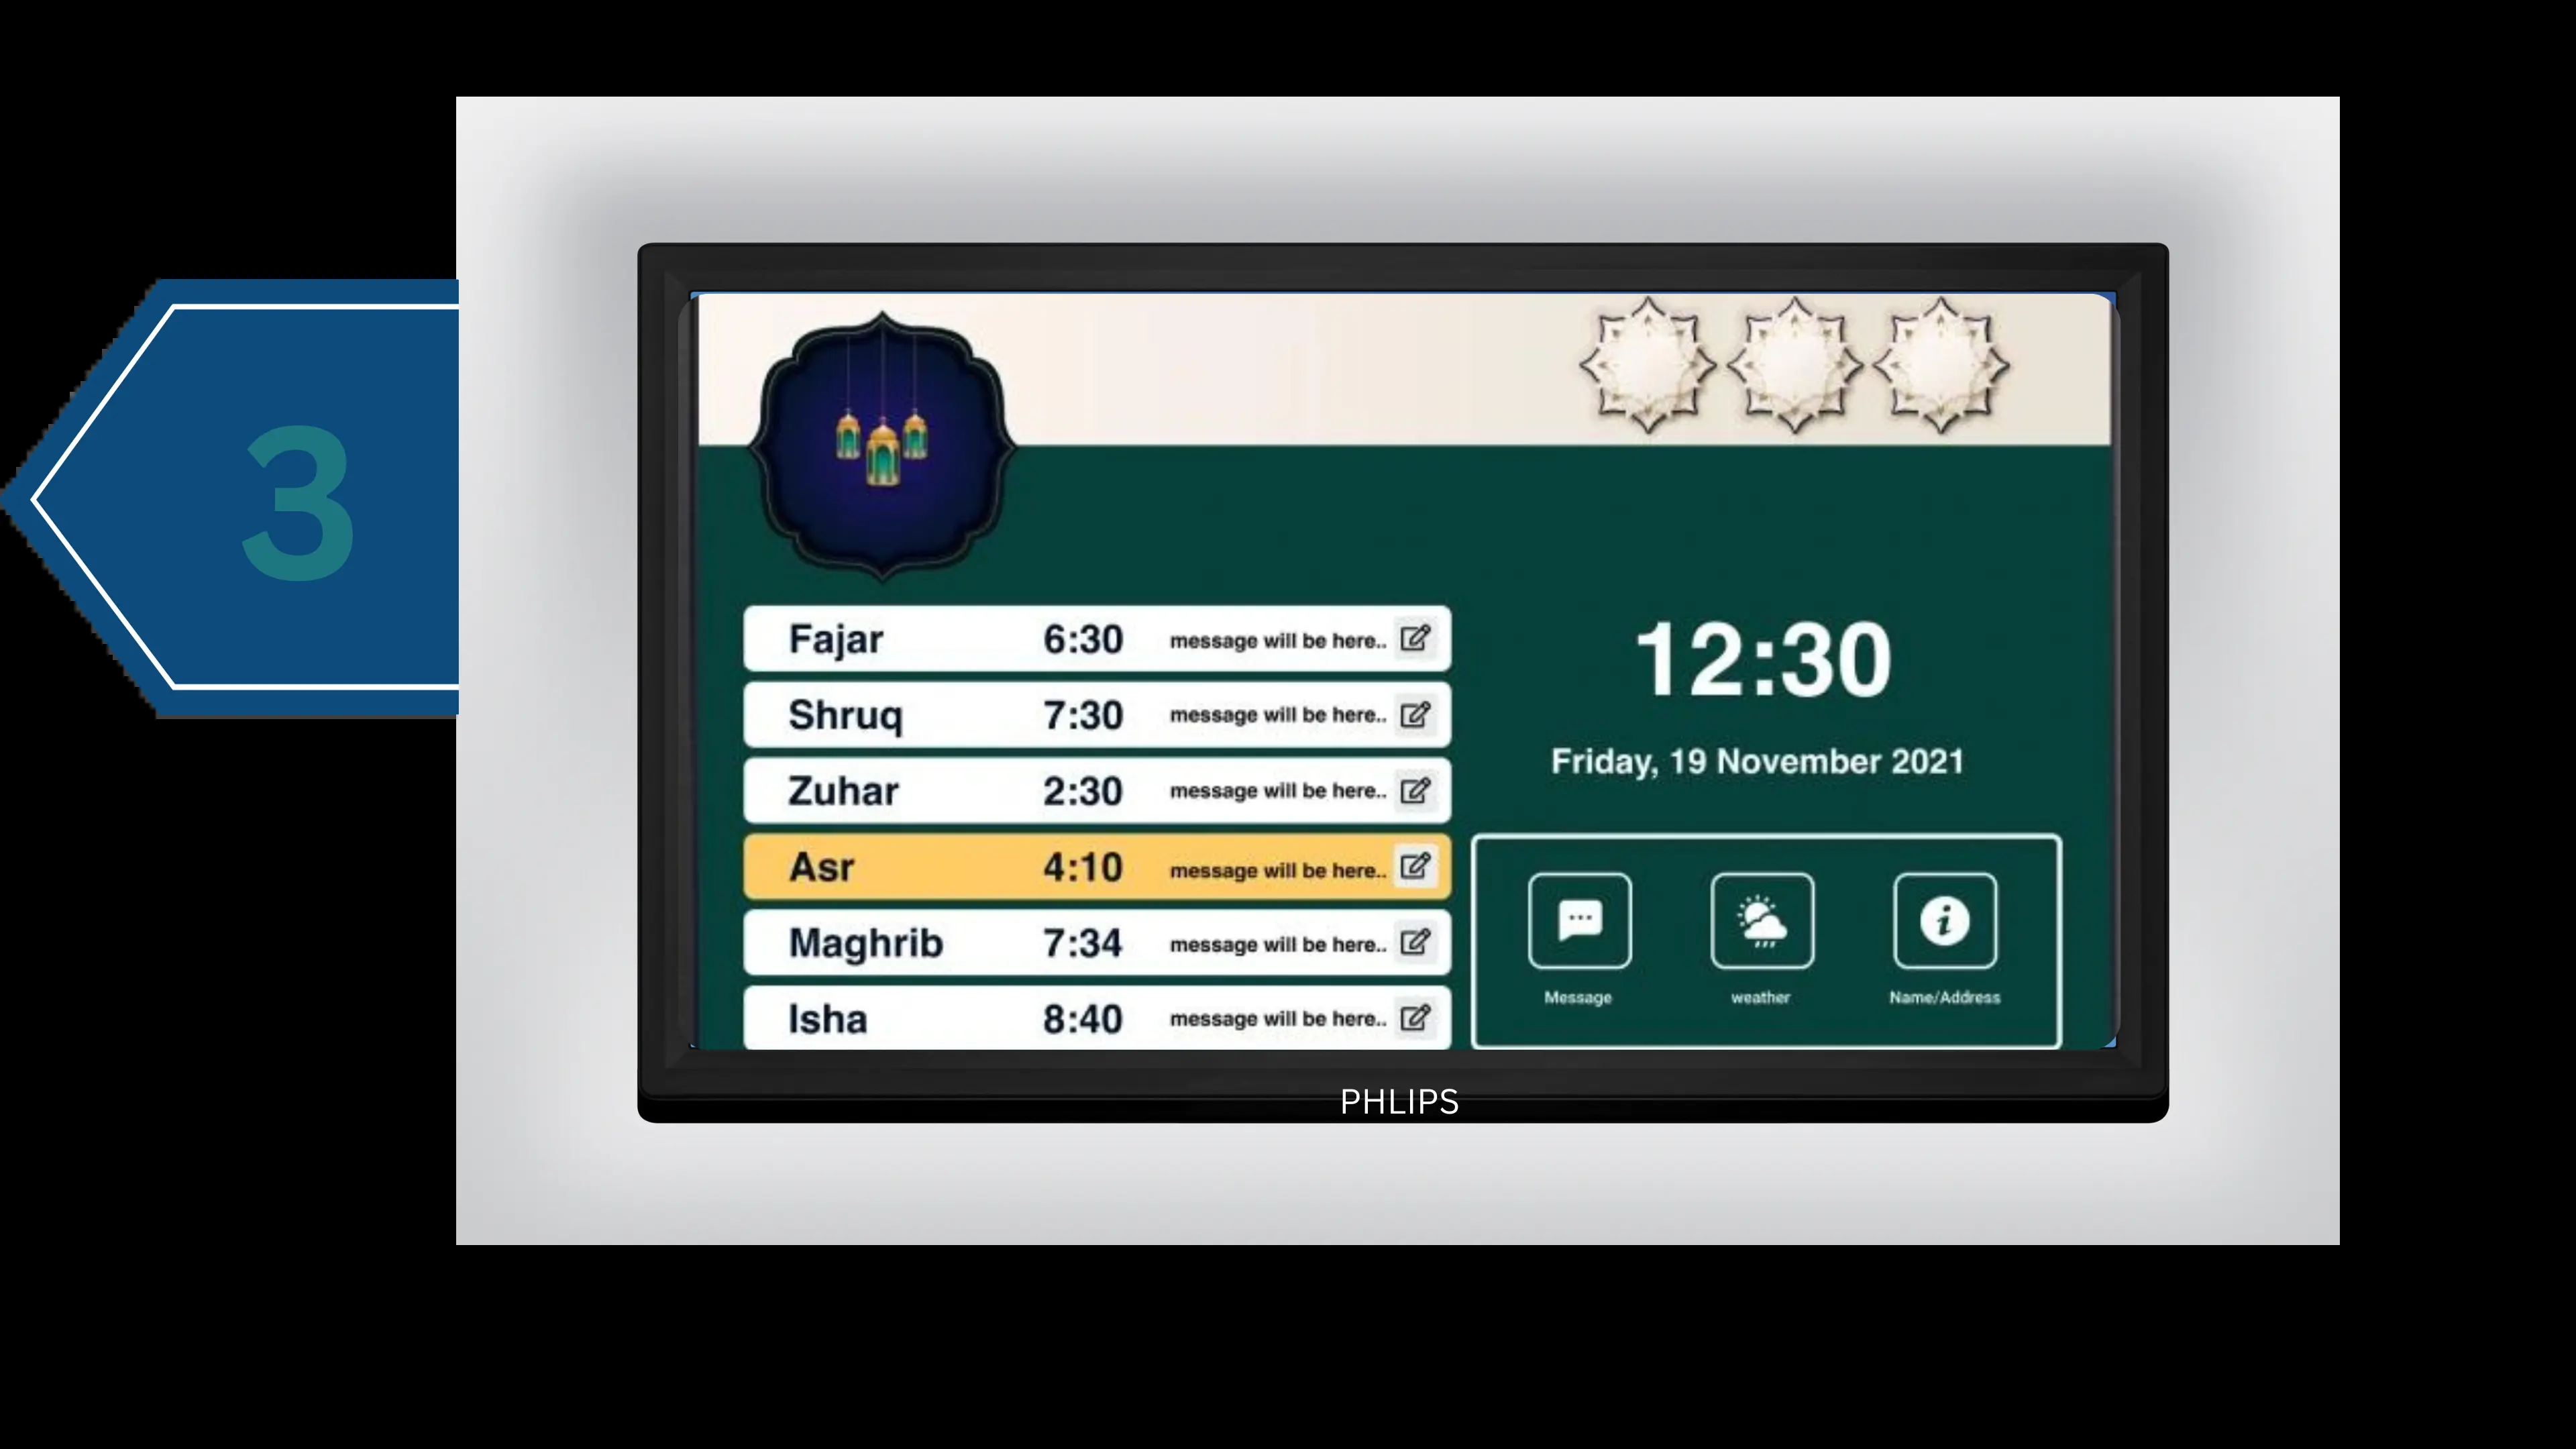 3
Fajar 6:30 message will be here..
Shruq 7:30 message will be here..
Zuhar 2:30 message will be here..
Asr 4:10 message will be here..
Maghrib 7:34 message will be here..
Isha 8:40 message will be here..
12:30
Friday, 19 November 2021
Message weather Name/Address
PHLIPS